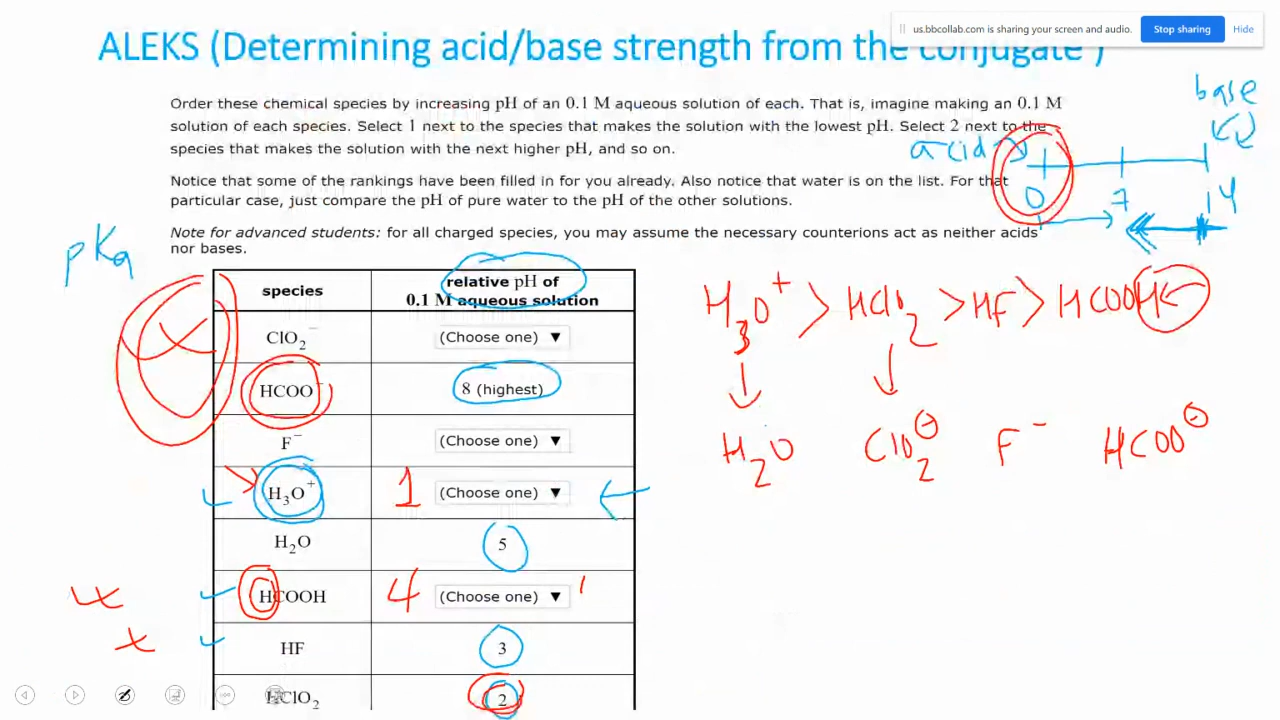 us.bbcollab.com is sharing your screen and audio.
Stop sharing
Hide
ALEKS (Determining acid/base strength from the conjugate )
base
Order these chemical species by increasing pH of an 0.1 M aqueous solution of each. That is, imagine making an 0.1 M
solution of each species. Select 1 next to the species that makes the solution with the lowest pH. Select 2 next to the
species that makes the solution with the next higher pH, and so on.
acid
Notice that some of the rankings have been filled in for you already. Also notice that water is on the list. For that
particular case, just compare the pH of pure water to the pH of the other solutions.
0 7 14
Note for advanced students: for all charged species, you may assume the necessary counterions act as neither acids
nor bases.
pKa
species
relative pH of
0.1 M aqueous solution
H3O+ > HClO2 > HF > HCOOH
ClO2− (Choose one) ▼
HCOO− 8 (highest)
F− (Choose one) ▼
H2O ClO2⊖ F− HCOO⊖
H3O+ 1 (Choose one) ▼
H2O 5
HCOOH 4 (Choose one) ▼
HF 3
HClO2 2